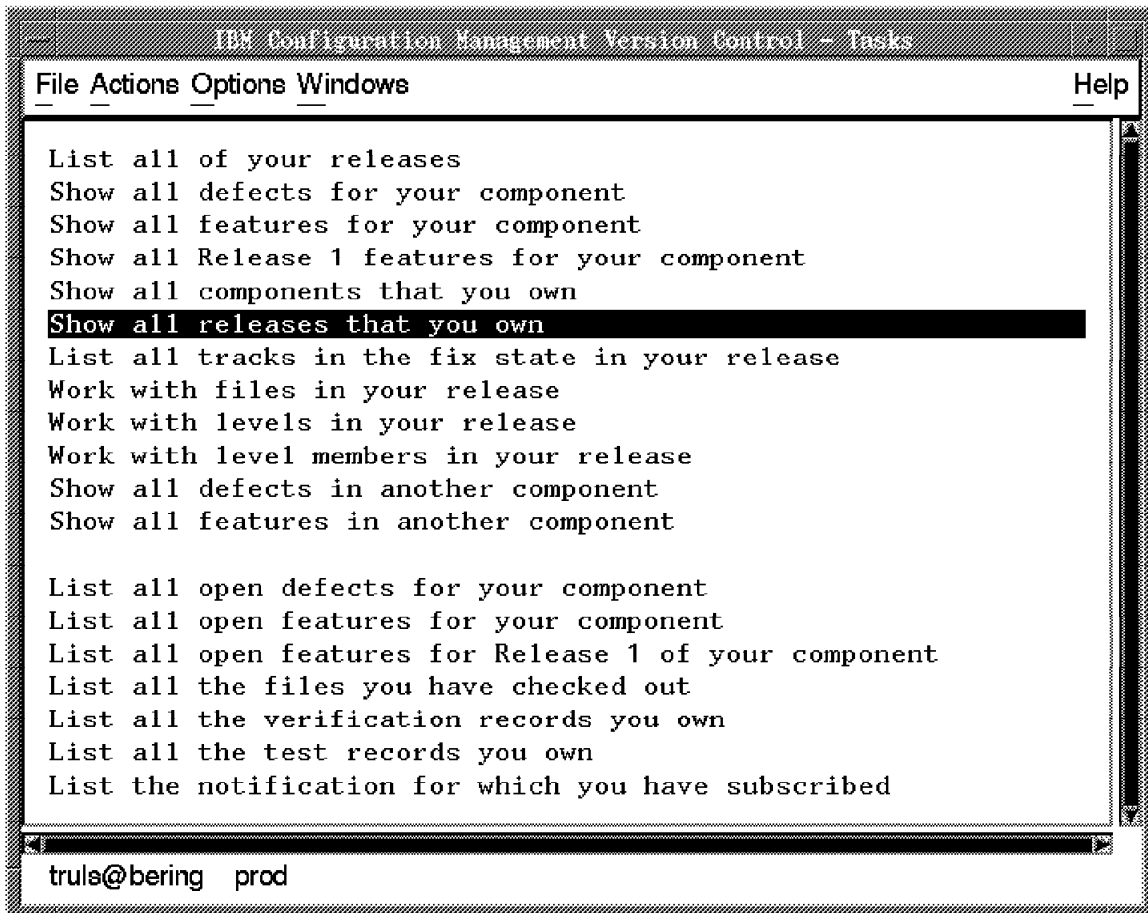 IBM Configuration Management Version Control - Tasks
File Actions Options Windows Help
List all of your releases
Show all defects for your component
Show all features for your component
Show all Release 1 features for your component
Show all components that you own
Show all releases that you own
List all tracks in the fix state in your release
Work with files in your release
Work with levels in your release
Work with level members in your release
Show all defects in another component
Show all features in another component
List all open defects for your component
List all open features for your component
List all open features for Release 1 of your component
List all the files you have checked out
List all the verification records you own
List all the test records you own
List the notification for which you have subscribed
truls@bering prod